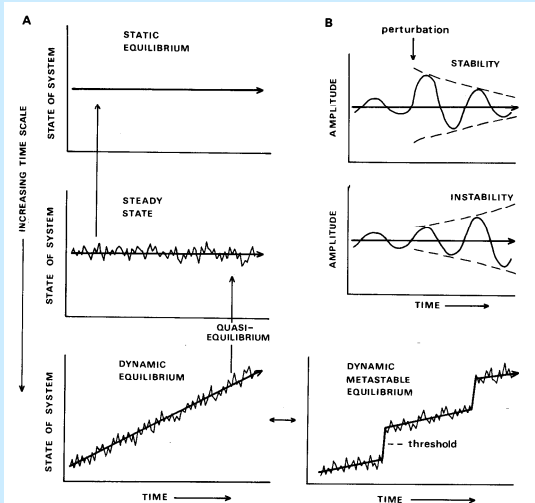 A
STATIC
EQUILIBRIUM
STATE OF SYSTEM
INCREASING TIME SCALE
STEADY
STATE
STATE OF SYSTEM
QUASI-
EQUILIBRIUM
DYNAMIC
EQUILIBRIUM
STATE OF SYSTEM
TIME
B
perturbation
STABILITY
AMPLITUDE
INSTABILITY
AMPLITUDE
TIME
DYNAMIC
METASTABLE
EQUILIBRIUM
threshold
TIME